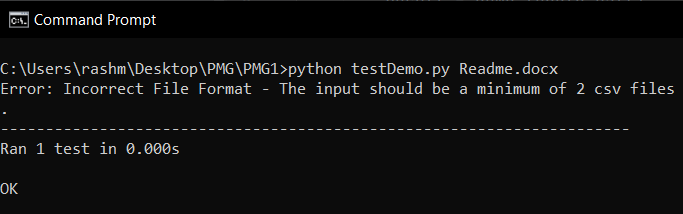 Command Prompt
C:\Users\rashm\Desktop\PMG\PMG1>python testDemo.py Readme.docx
Error: Incorrect File Format - The input should be a minimum of 2 csv files
.
----------------------------------------------------------------------
Ran 1 test in 0.000s
OK